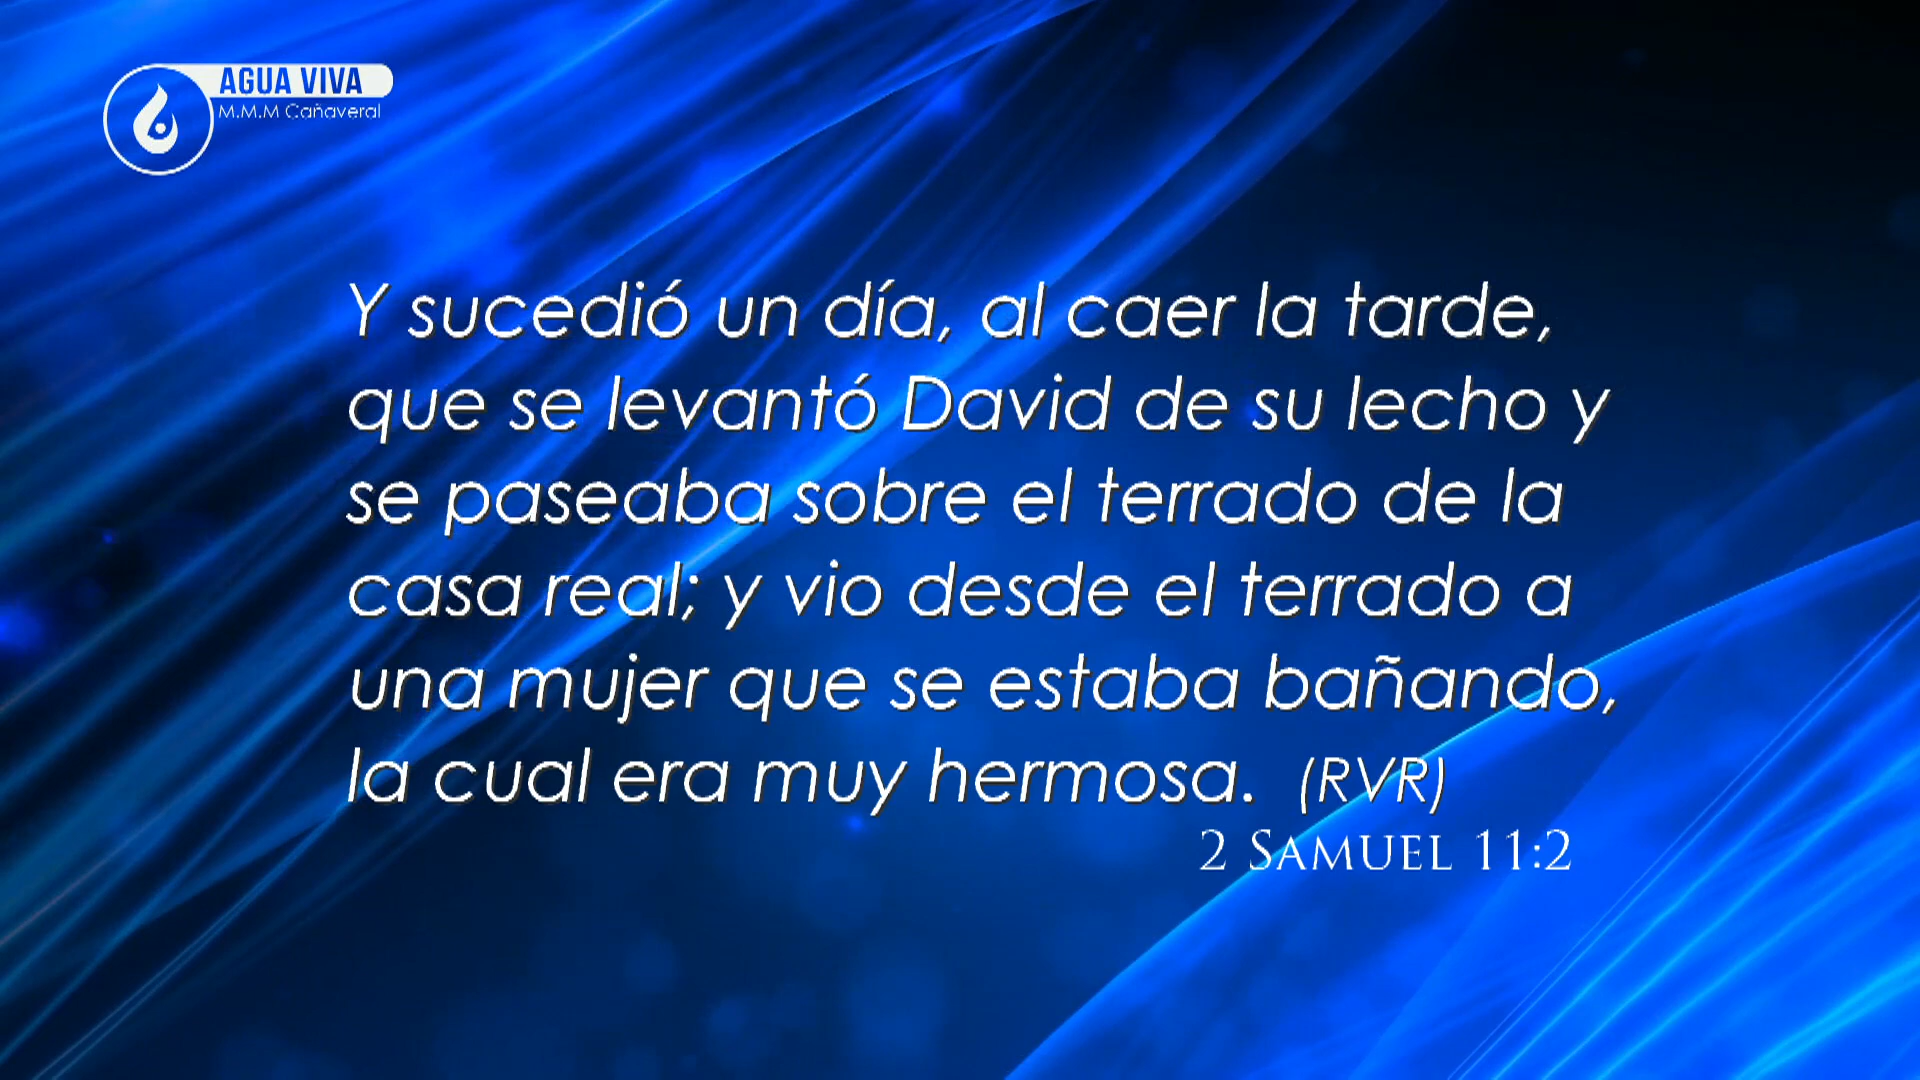 AGUA VIVA
M.M.M Cañaveral
Y sucedió un día, al caer la tarde,
que se levantó David de su lecho y
se paseaba sobre el terrado de la
casa real; y vio desde el terrado a
una mujer que se estaba bañando,
la cual era muy hermosa. (RVR)
2 SAMUEL 11:2